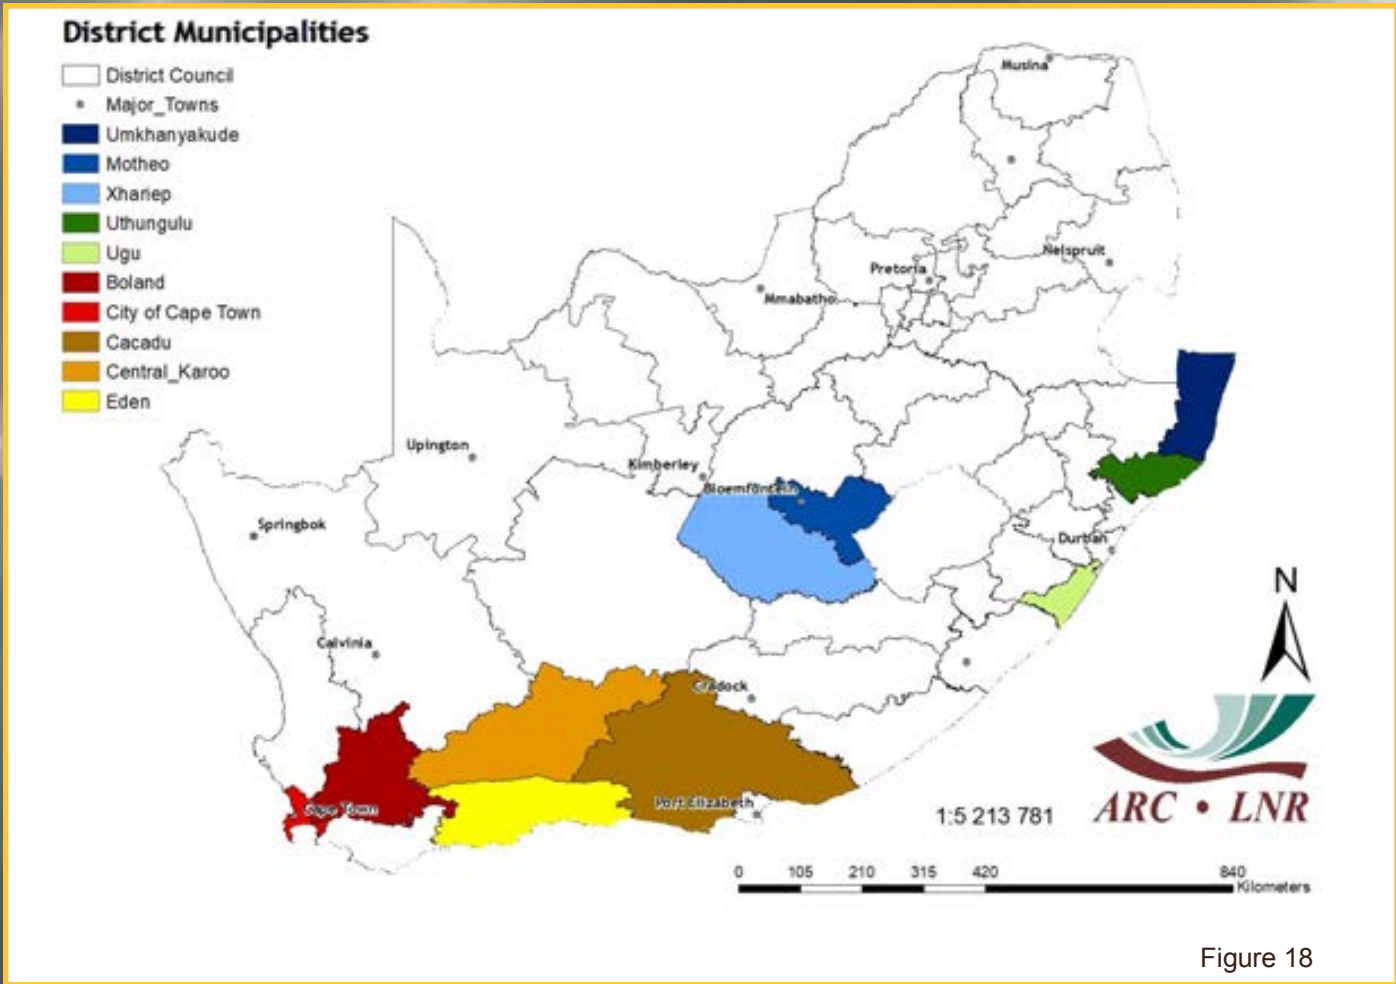 District Municipalities
District Council
Major_Towns
Umkhanyakude
Motheo
Xhariep
Uthungulu
Ugu
Boland
City of Cape Town
Cacadu
Central_Karoo
Eden
Musina
Nelspruit
Pretoria
Mmabatho
Upington
Kimberley
Bloemfontein
Springbok
Durban
N
Calvinia
Cradock
Cape Town
Port Elizabeth
1:5 213 781
ARC • LNR
0 105 210 315 420 840
Kilometers
Figure 18